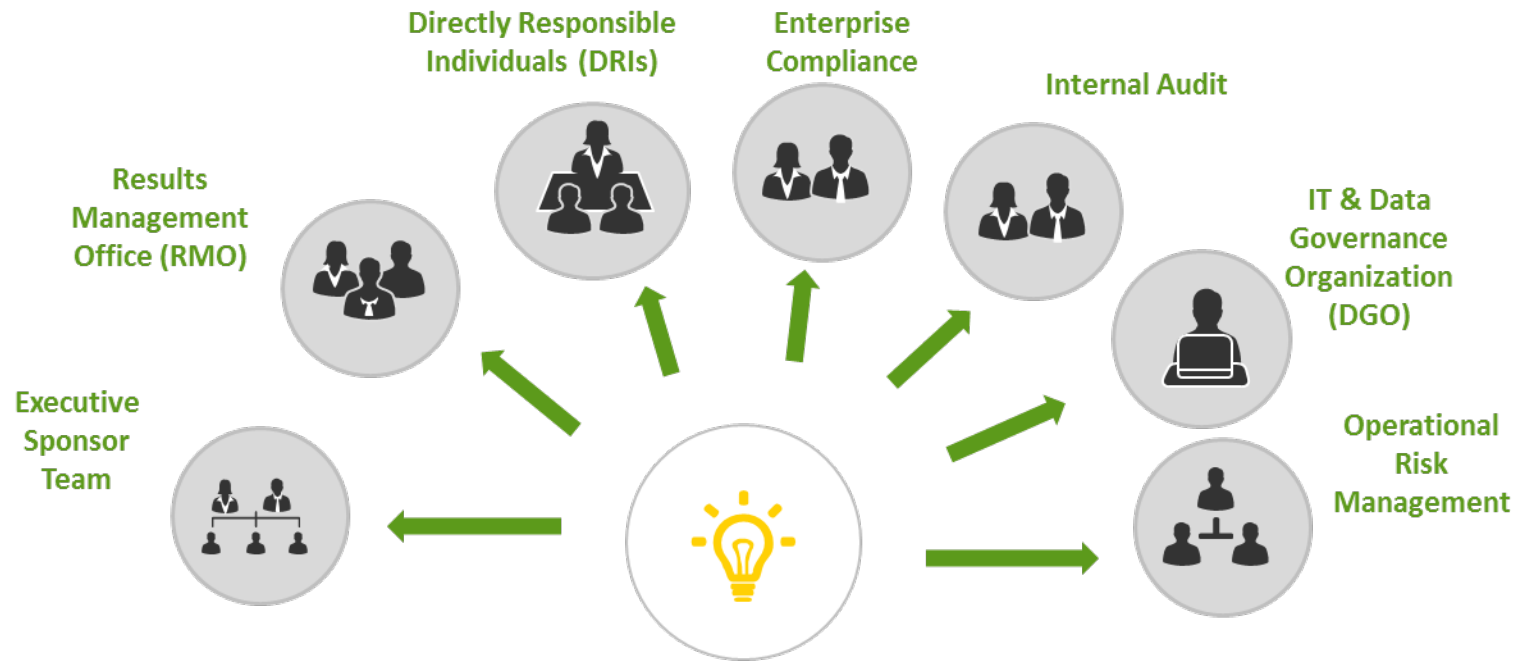 Directly Responsible
Individuals (DRIs)
Enterprise
Compliance
Internal Audit
Results
Management
Office (RMO)
IT & Data
Governance
Organization
(DGO)
Executive
Sponsor
Team
Operational
Risk
Management